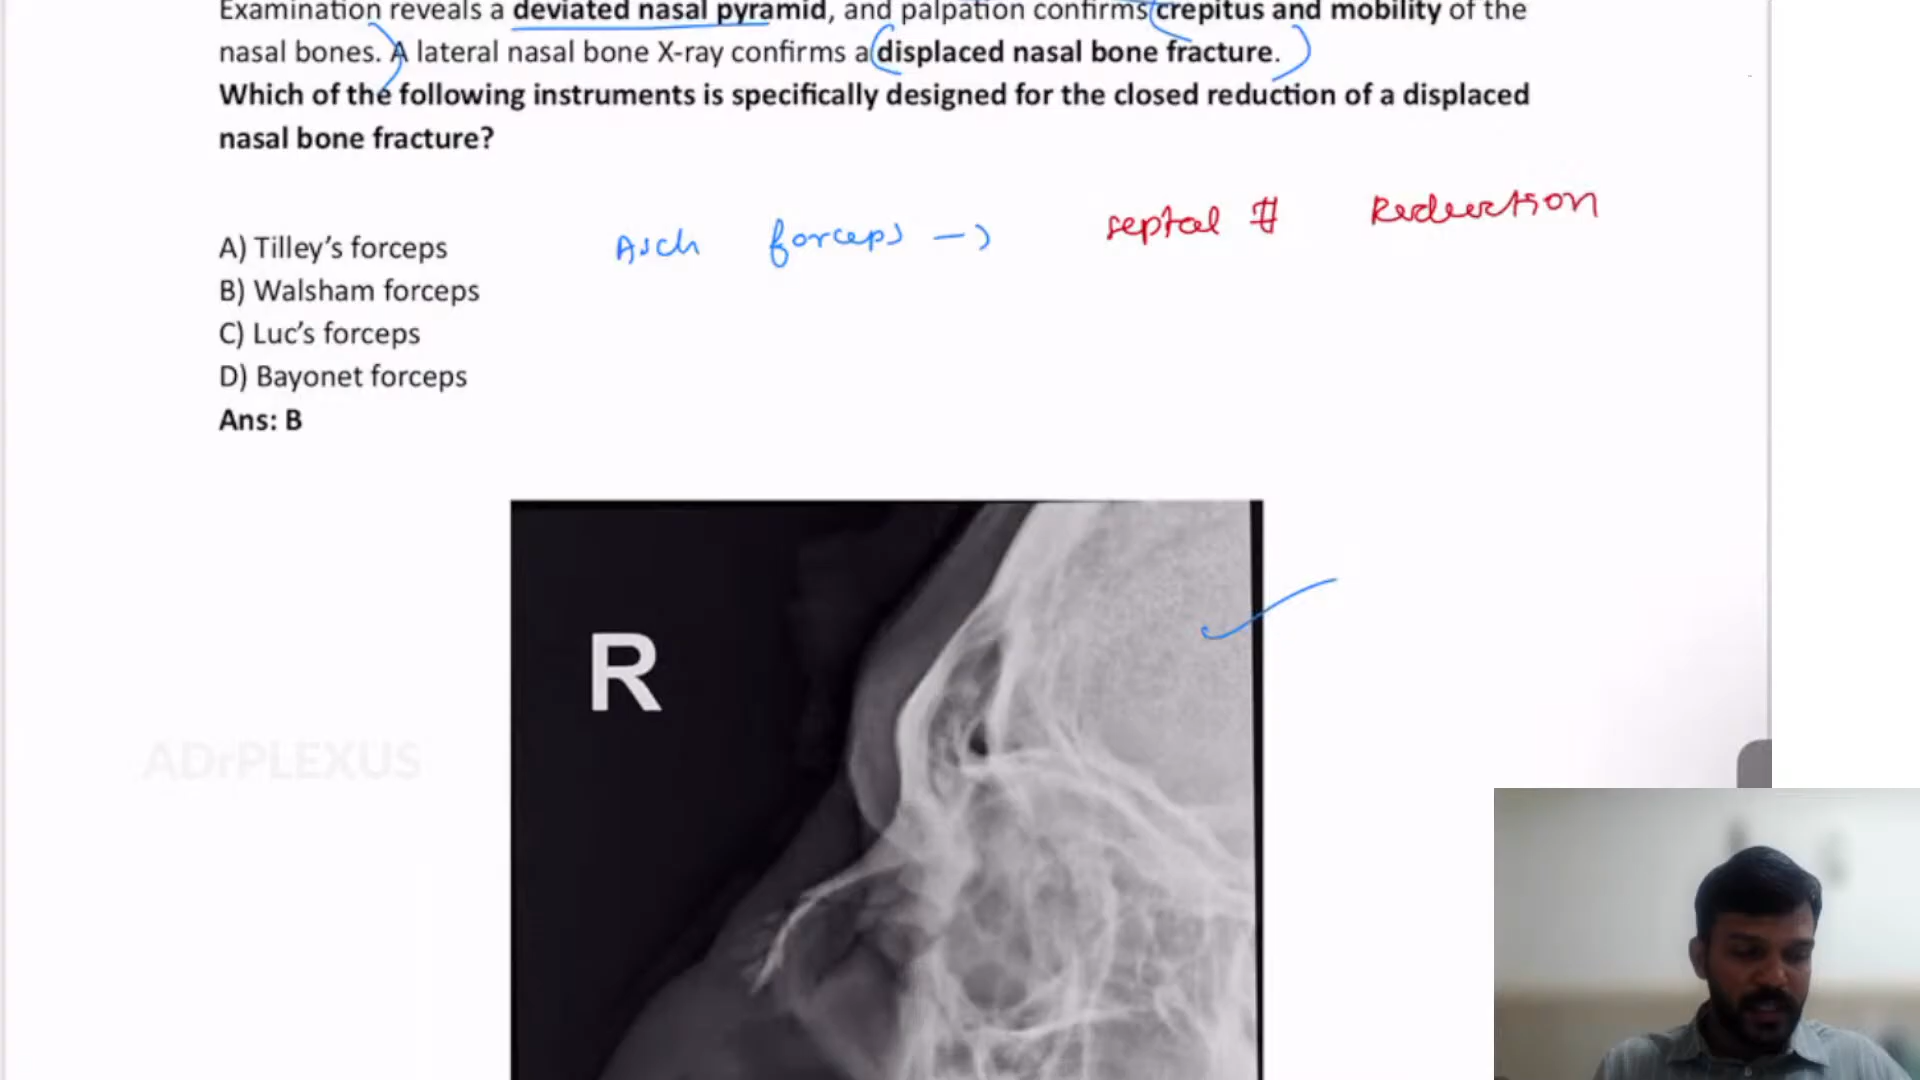 Examination reveals a deviated nasal pyramid, and palpation confirms crepitus and mobility of the
nasal bones. A lateral nasal bone X-ray confirms a displaced nasal bone fracture.
Which of the following instruments is specifically designed for the closed reduction of a displaced
nasal bone fracture?
Asch forceps → septal # Reduction
A) Tilley's forceps
B) Walsham forceps
C) Luc's forceps
D) Bayonet forceps
Ans: B
R
ADrPLEXUS